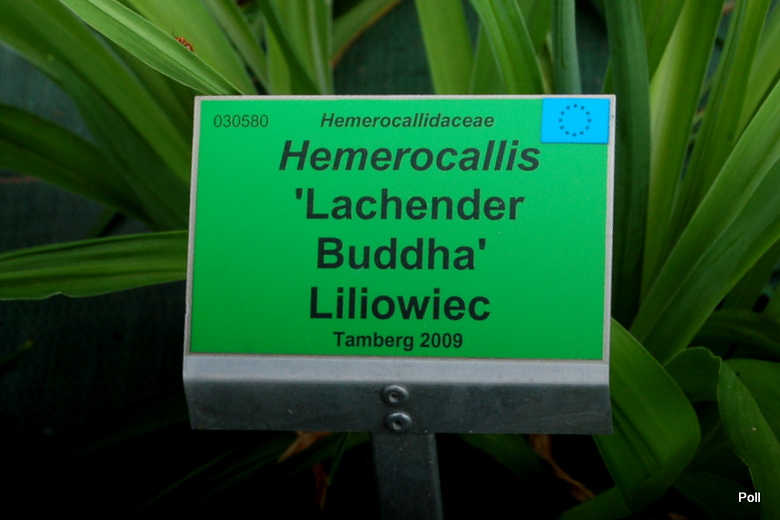 030580 Hemerocallidaceae
Hemerocallis
'Lachender
Buddha'
Liliowiec
Tamberg 2009
Poll